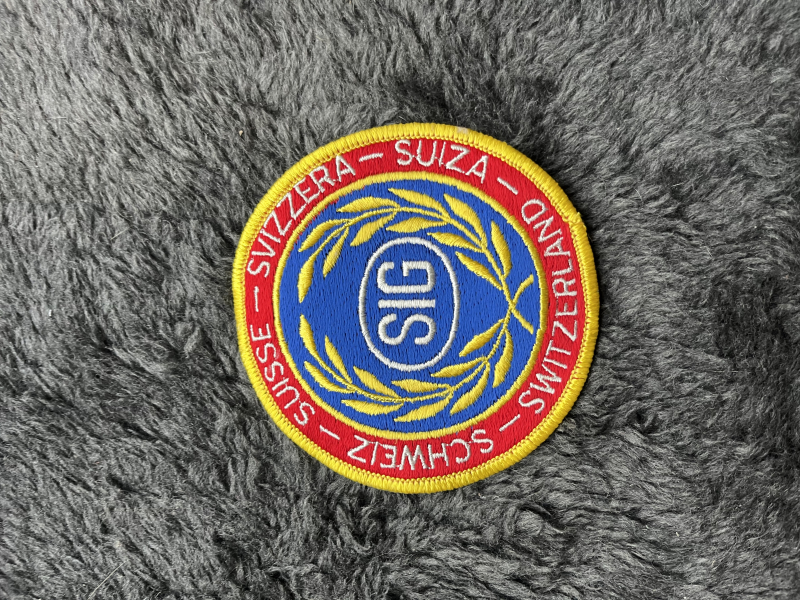 SUISSE — SVIZZERA — SUIZA — SWITZERLAND — SCHWEIZ —
SIG